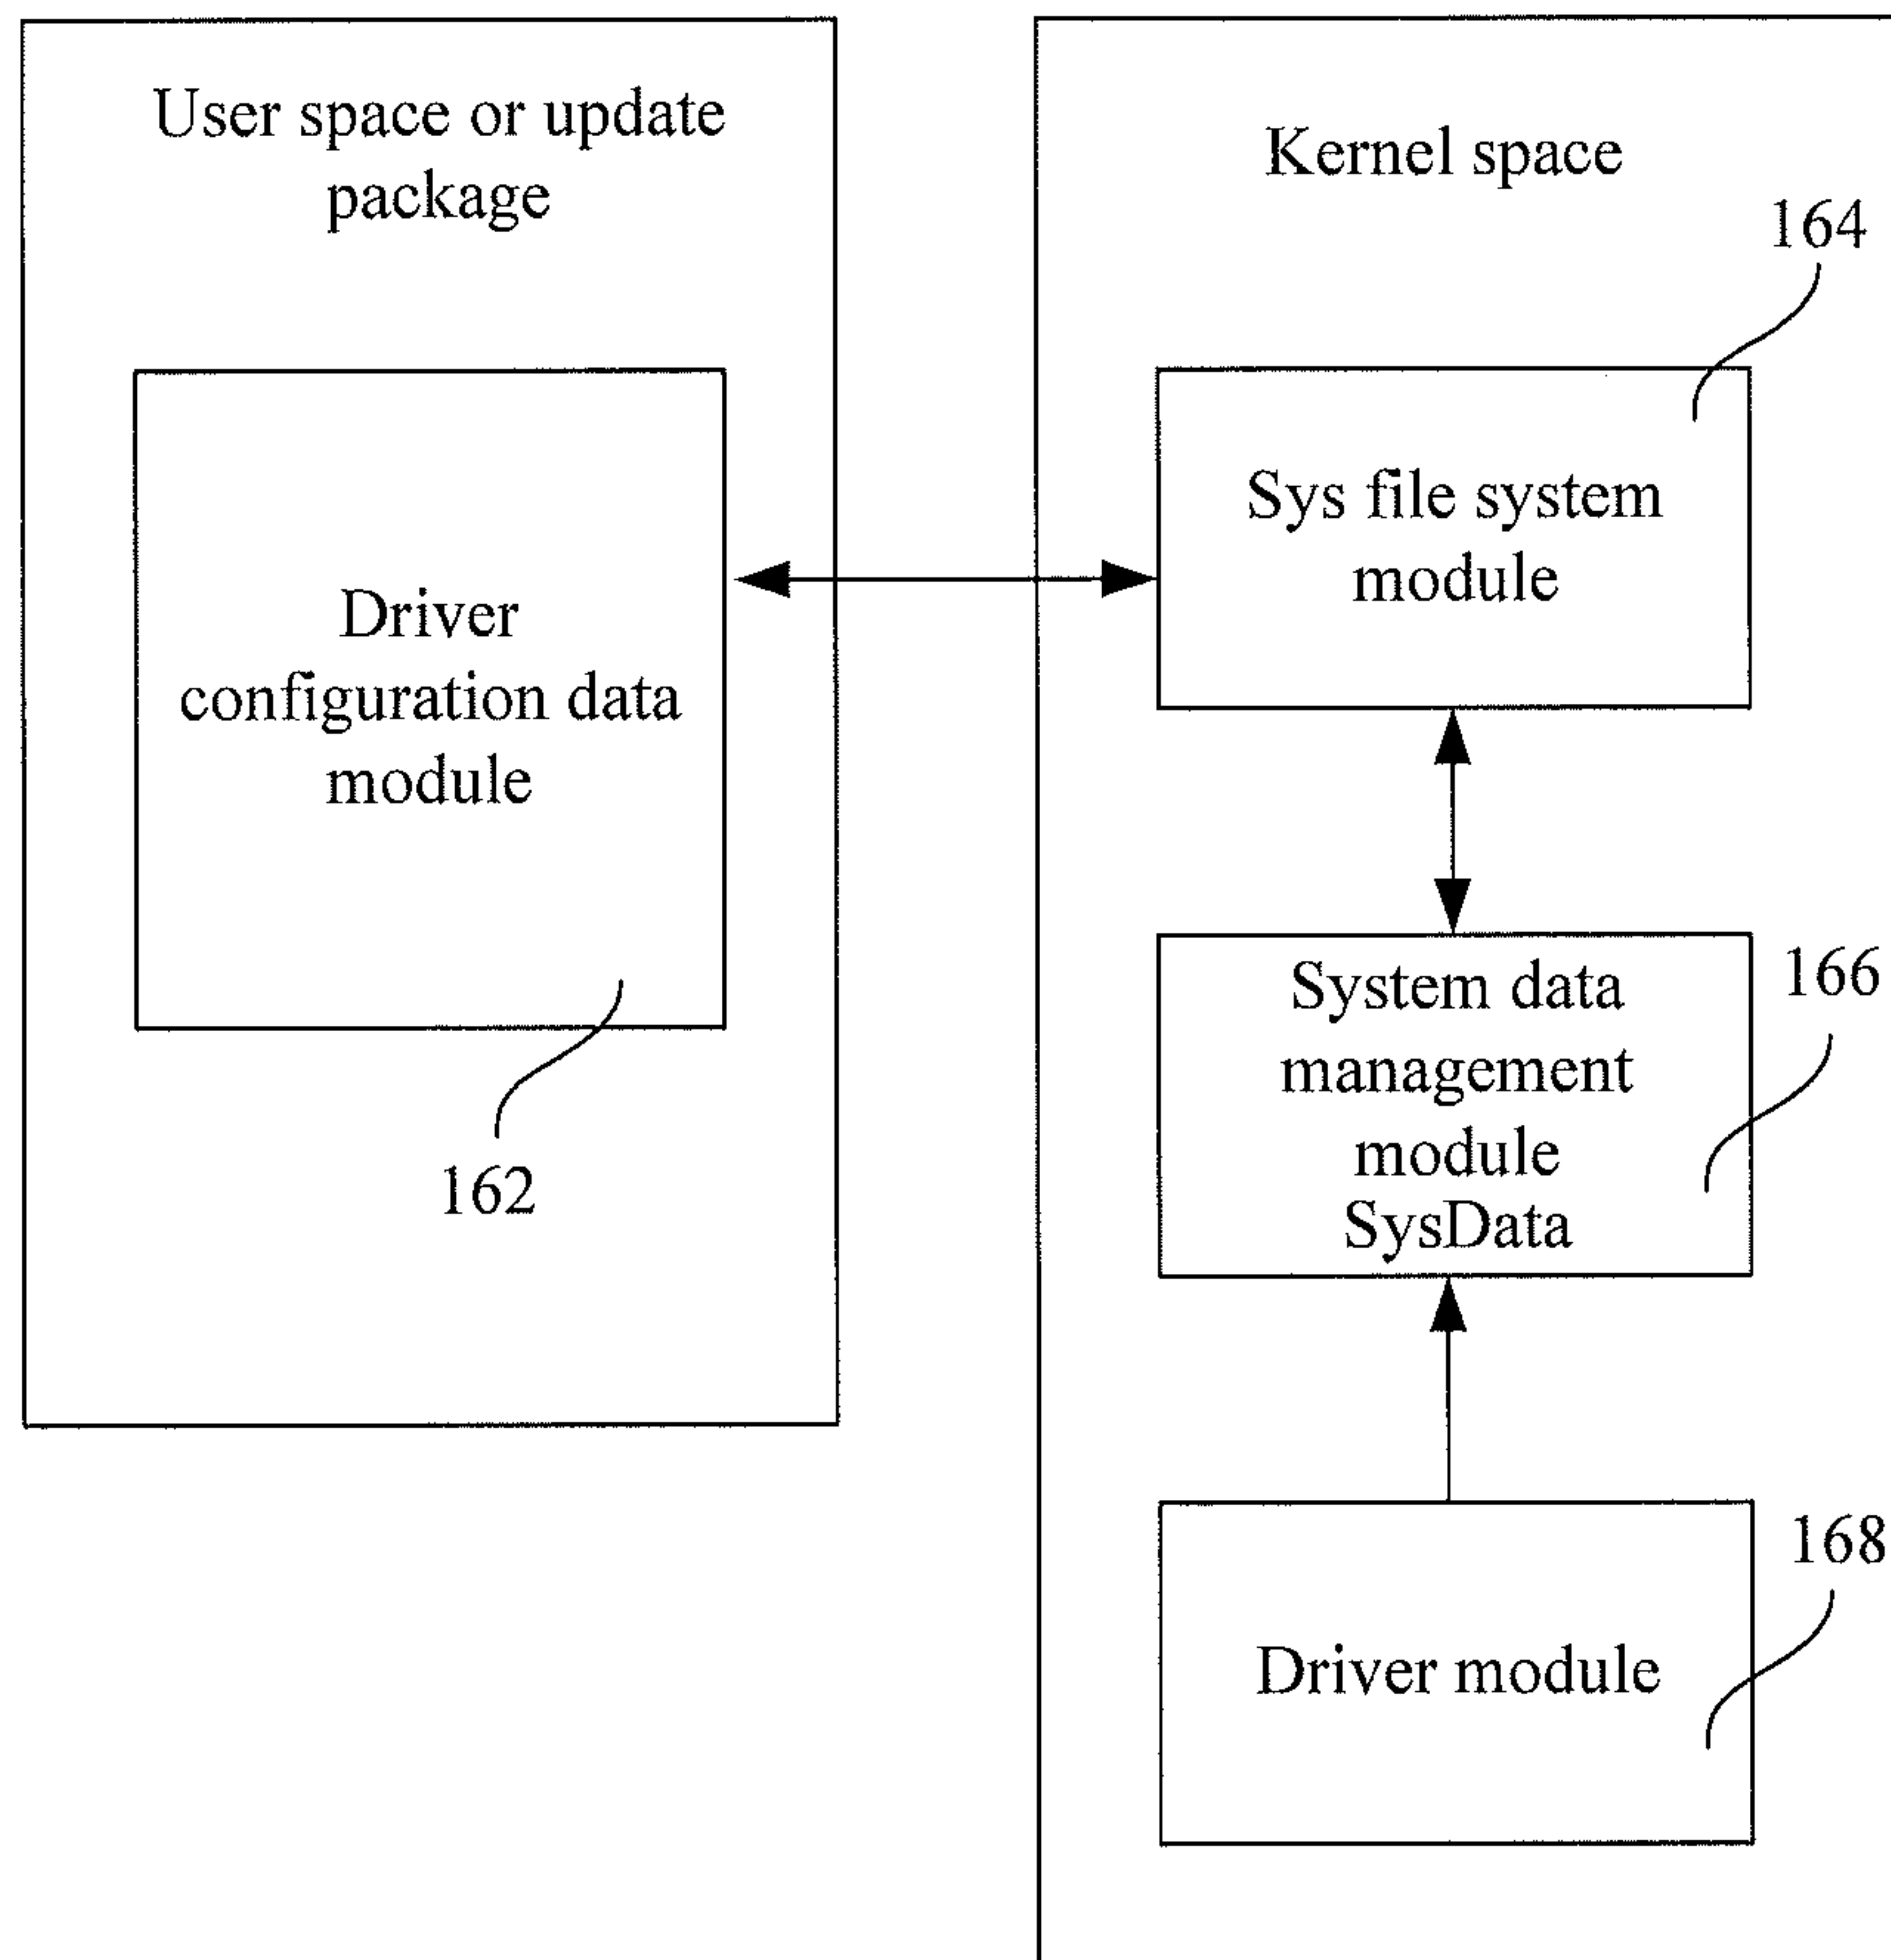 User space or update
package
Driver
configuration data
module
162
Kernel space
164
Sys file system
module
166
System data
management
module
SysData
168
Driver module